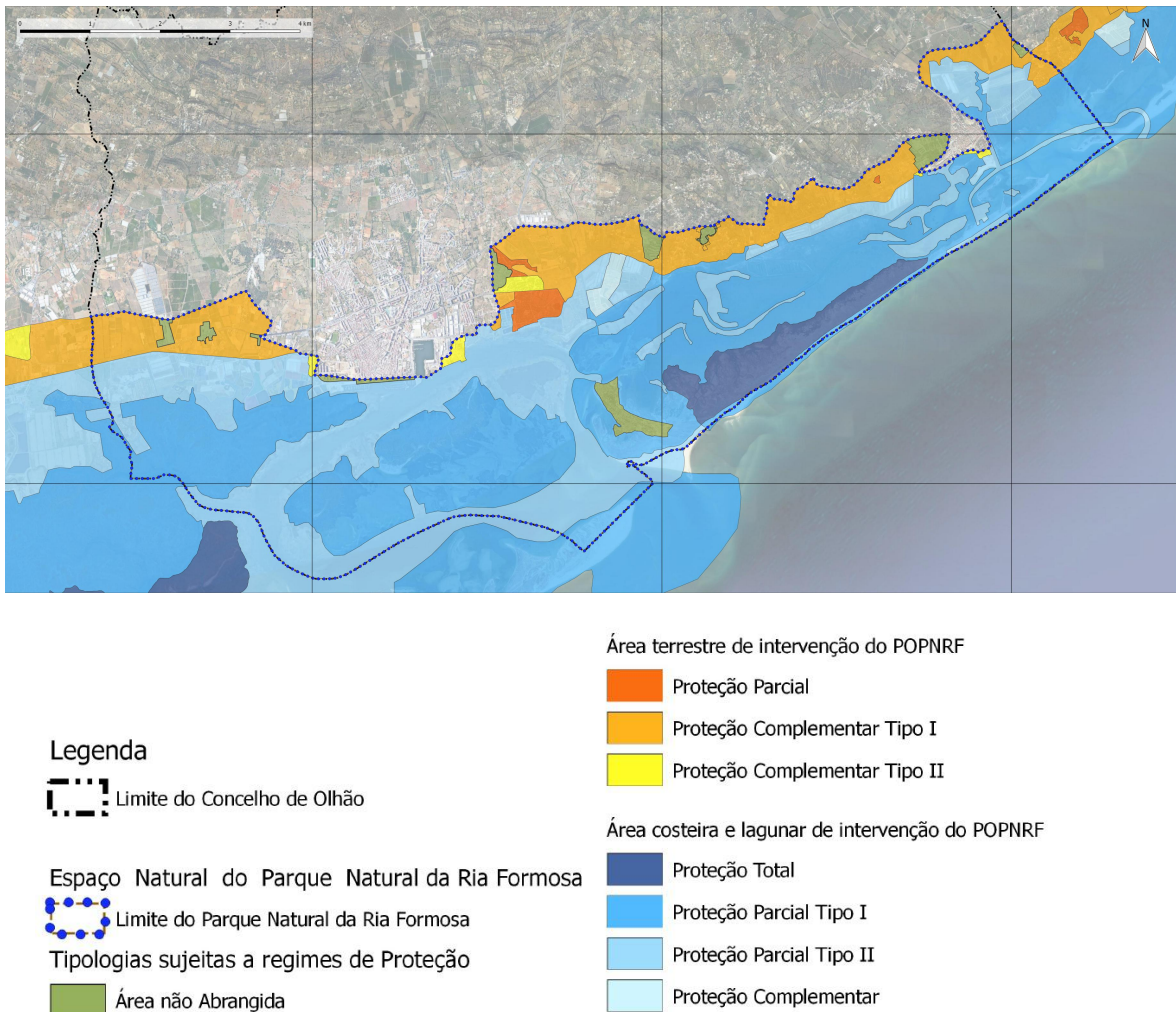 0 1 2 3 4 km
N
Legenda
Limite do Concelho de Olhão
Espaço Natural do Parque Natural da Ria Formosa
Limite do Parque Natural da Ria Formosa
Tipologias sujeitas a regimes de Proteção
Área não Abrangida
Área terrestre de intervenção do POPNRF
Proteção Parcial
Proteção Complementar Tipo I
Proteção Complementar Tipo II
Área costeira e lagunar de intervenção do POPNRF
Proteção Total
Proteção Parcial Tipo I
Proteção Parcial Tipo II
Proteção Complementar